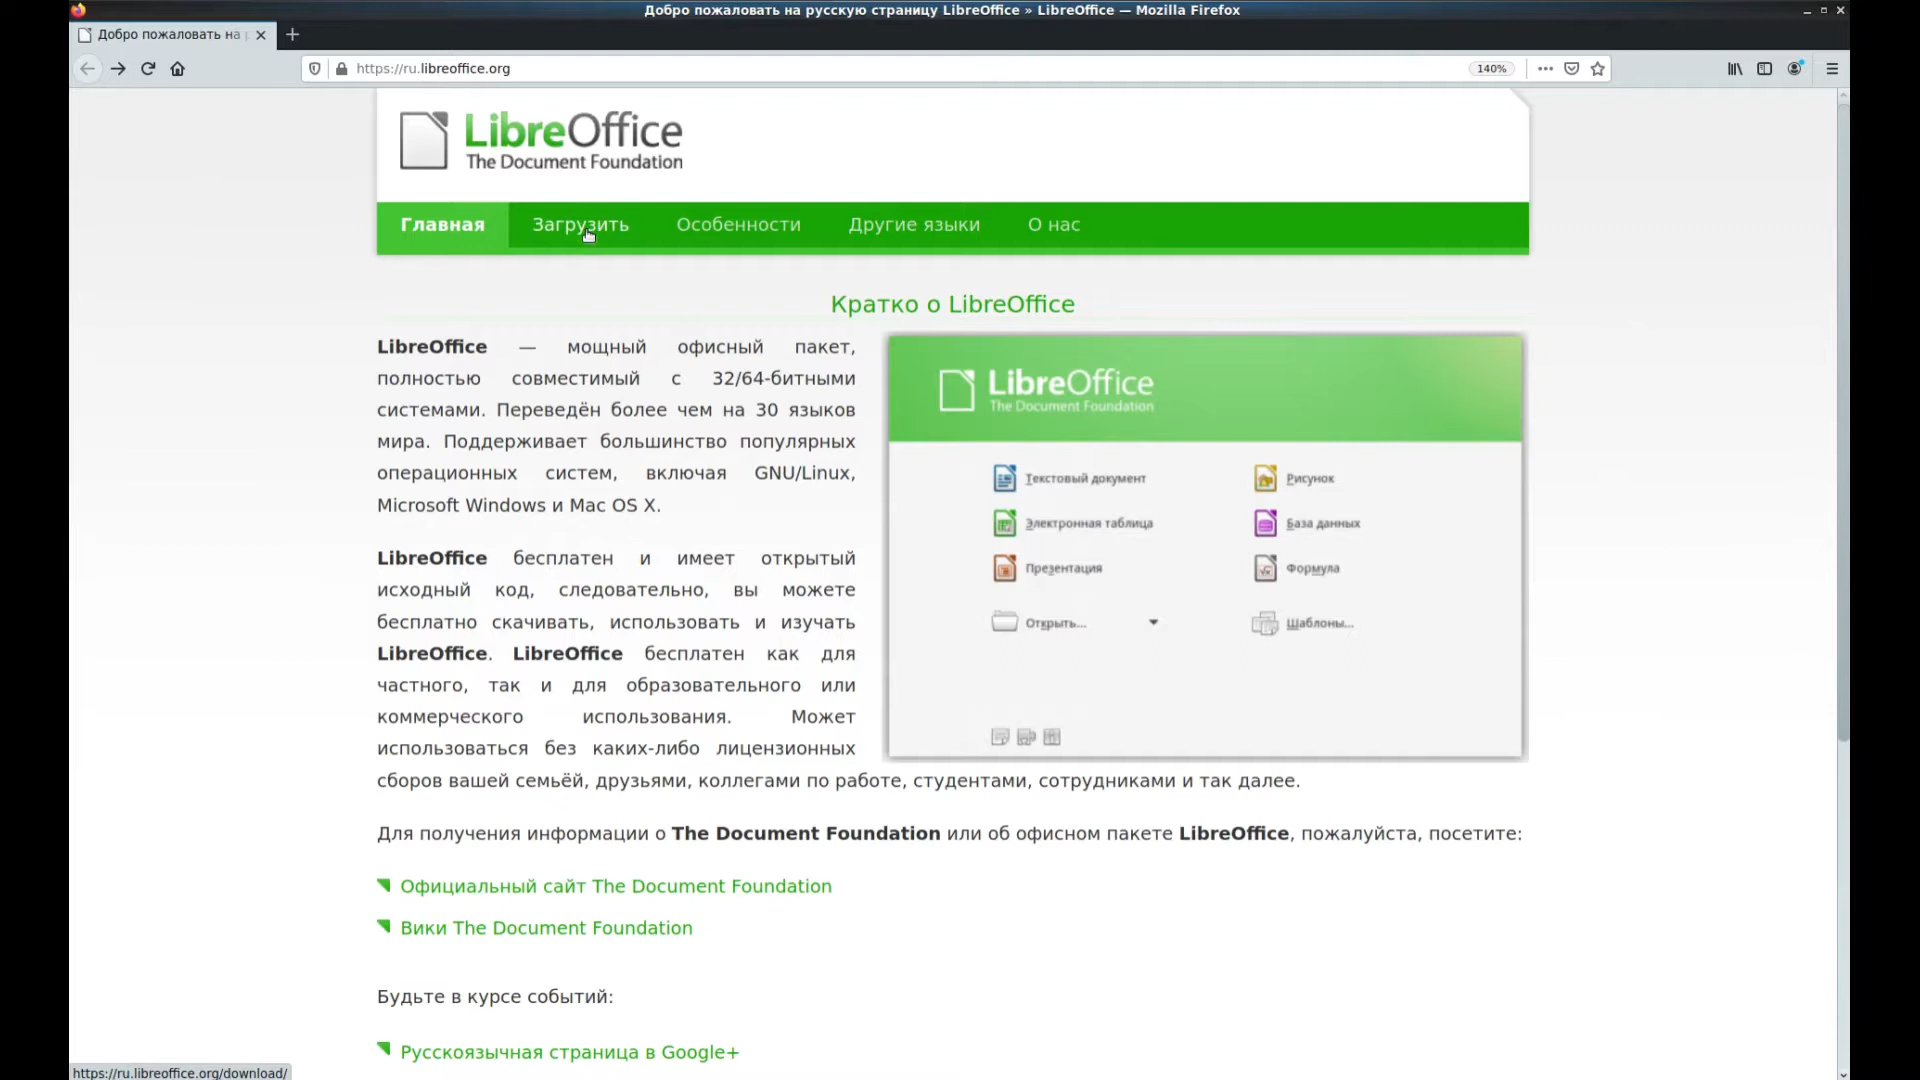 Добро пожаловать на русскую страницу LibreOffice » LibreOffice — Mozilla Firefox
Добро пожаловать на
https://ru.libreoffice.org
140%
LibreOffice
The Document Foundation
Главная Загрузить Особенности Другие языки О нас
Кратко о LibreOffice
LibreOffice — мощный офисный пакет,
полностью совместимый с 32/64-битными
системами. Переведён более чем на 30 языков
мира. Поддерживает большинство популярных
операционных систем, включая GNU/Linux,
Microsoft Windows и Mac OS X.
LibreOffice бесплатен и имеет открытый
исходный код, следовательно, вы можете
бесплатно скачивать, использовать и изучать
LibreOffice. LibreOffice бесплатен как для
частного, так и для образовательного или
коммерческого использования. Может
использоваться без каких-либо лицензионных
сборов вашей семьёй, друзьями, коллегами по работе, студентами, сотрудниками и так далее.
LibreOffice
The Document Foundation
Текстовый документ Рисунок
Электронная таблица База данных
Презентация Формула
Открыть... Шаблоны...
Для получения информации о The Document Foundation или об офисном пакете LibreOffice, пожалуйста, посетите:
Официальный сайт The Document Foundation
Вики The Document Foundation
Будьте в курсе событий:
Русскоязычная страница в Google+
https://ru.libreoffice.org/download/